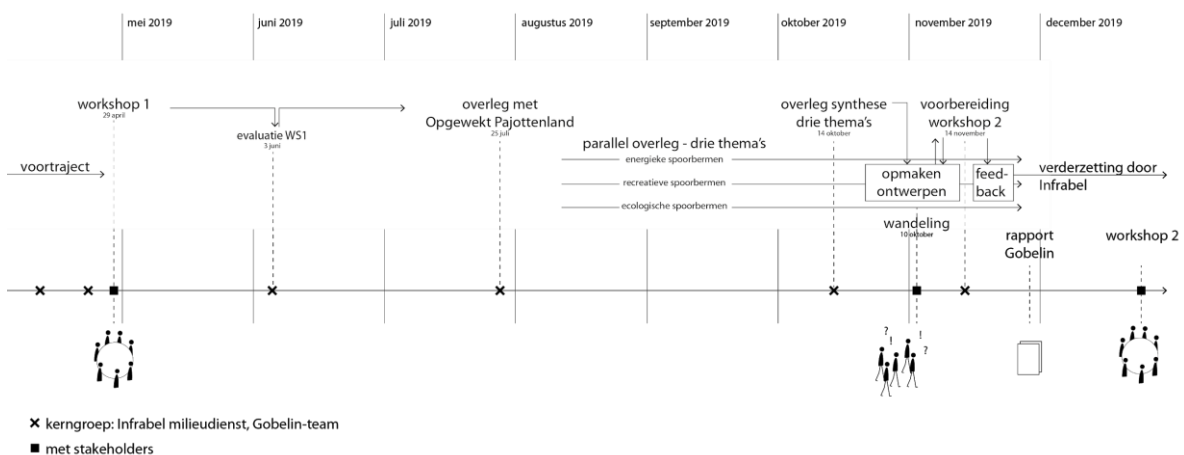 mei 2019
juni 2019
juli 2019
augustus 2019
september 2019
oktober 2019
november 2019
december 2019
workshop 1
29 april
evaluatie WS1
3 juni
overleg met
Opgewekt Pajottenland
25 juli
overleg synthese
drie thema's
14 oktober
voorbereiding
workshop 2
14 november
voortraject
parallel overleg - drie thema's
energieke spoorbermen
recreatieve spoorbermen
ecologische spoorbermen
opmaken
ontwerpen
feed-
back
verderzetting door
Infrabel
wandeling
10 oktober
rapport
Gobelin
workshop 2
?
!
!
?
kerngroep: Infrabel milieudienst, Gobelin-team
met stakeholders